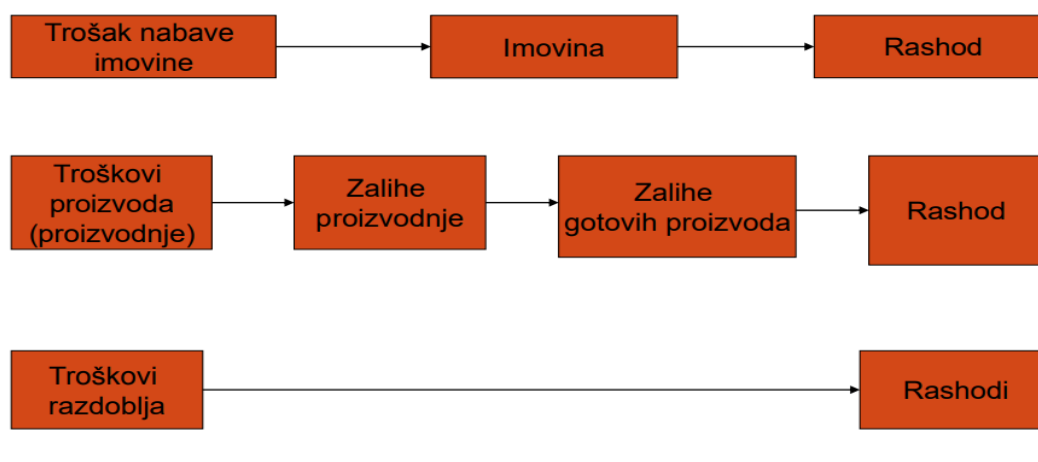 Trošak nabave
imovine
Imovina
Rashod
Troškovi
proizvoda
(proizvodnje)
Zalihe
proizvodnje
Zalihe
gotovih proizvoda
Rashod
Troškovi
razdoblja
Rashodi